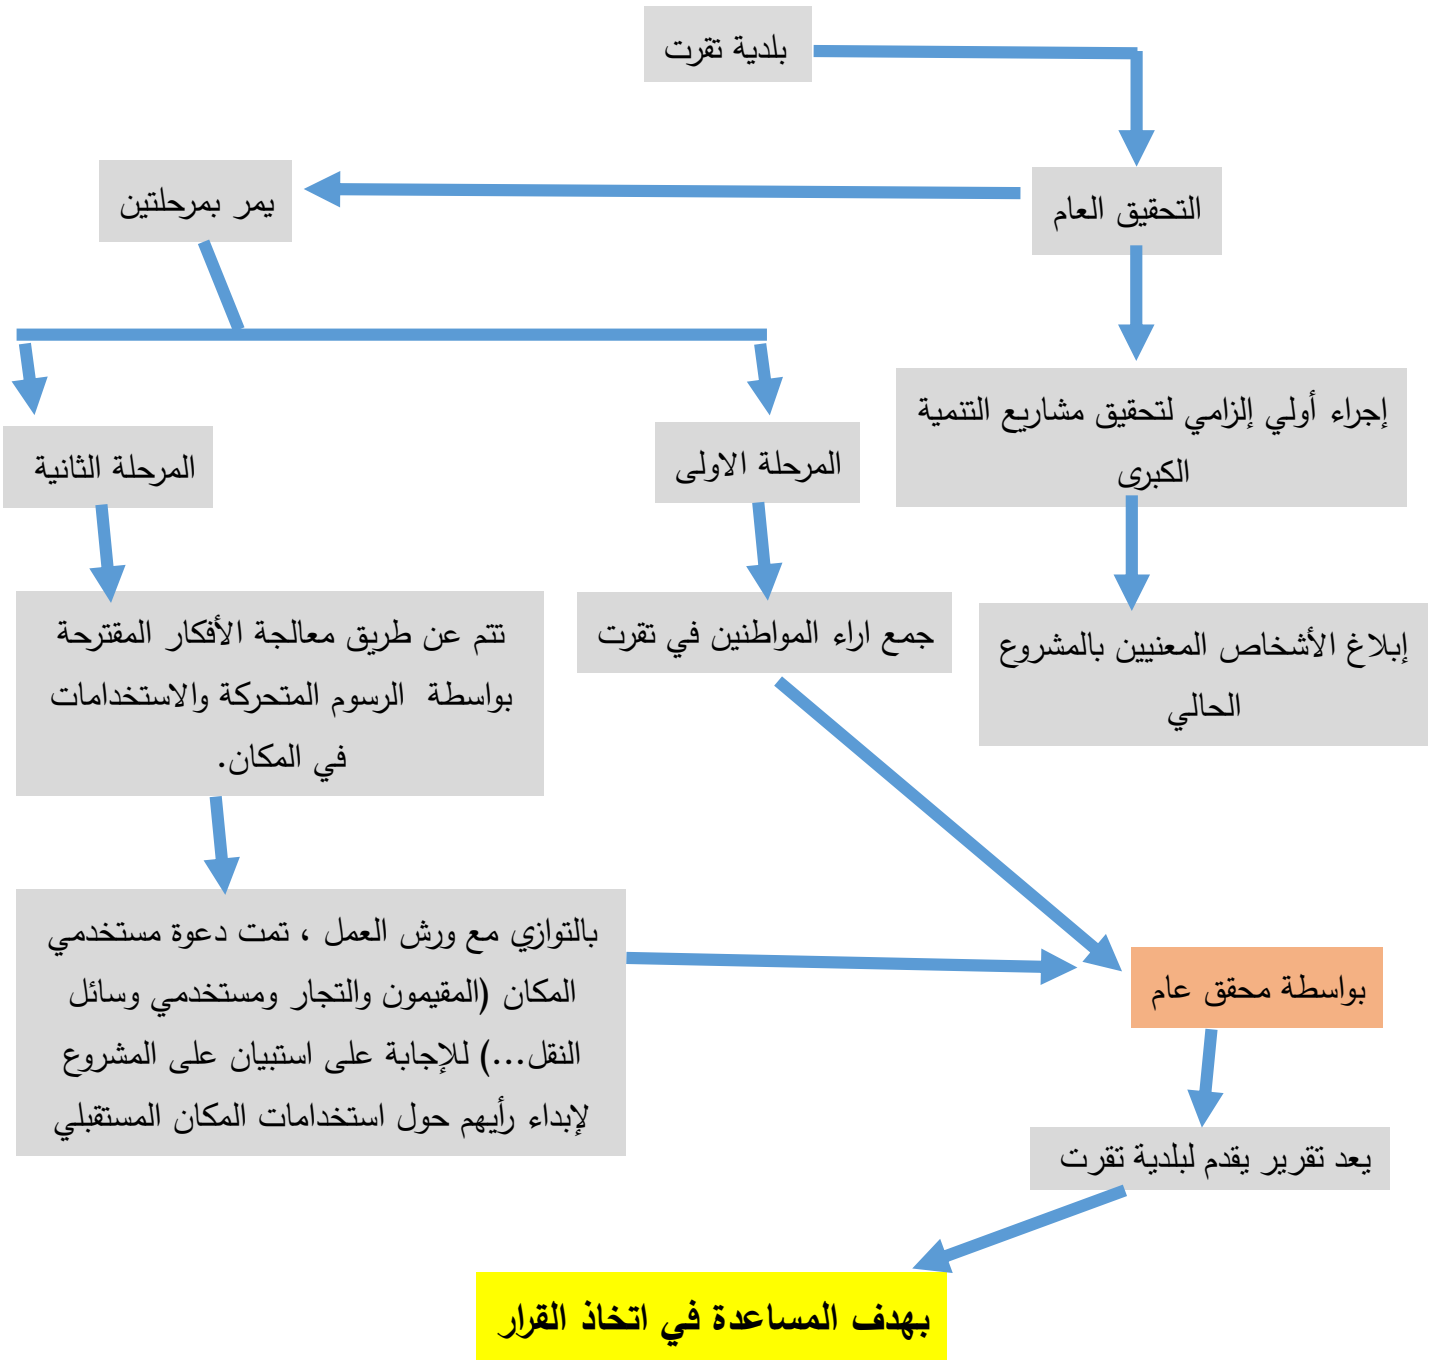 بلدية تقرت
التحقيق العام
يمر بمرحلتين
إجراء أولي إلزامي لتحقيق مشاريع التنمية
الكبرى
المرحلة الاولى
المرحلة الثانية
إبلاغ الأشخاص المعنيين بالمشروع
الحالي
جمع اراء المواطنين في تقرت
تتم عن طريق معالجة الأفكار المقترحة
بواسطة الرسوم المتحركة والاستخدامات
في المكان.
بالتوازي مع ورش العمل ، تمت دعوة مستخدمي
المكان (المقيمون والتجار ومستخدمي وسائل
النقل...) للإجابة على استبيان على المشروع
لإبداء رأيهم حول استخدامات المكان المستقبلي
بواسطة محقق عام
يعد تقرير يقدم لبلدية تقرت
بهدف المساعدة في اتخاذ القرار